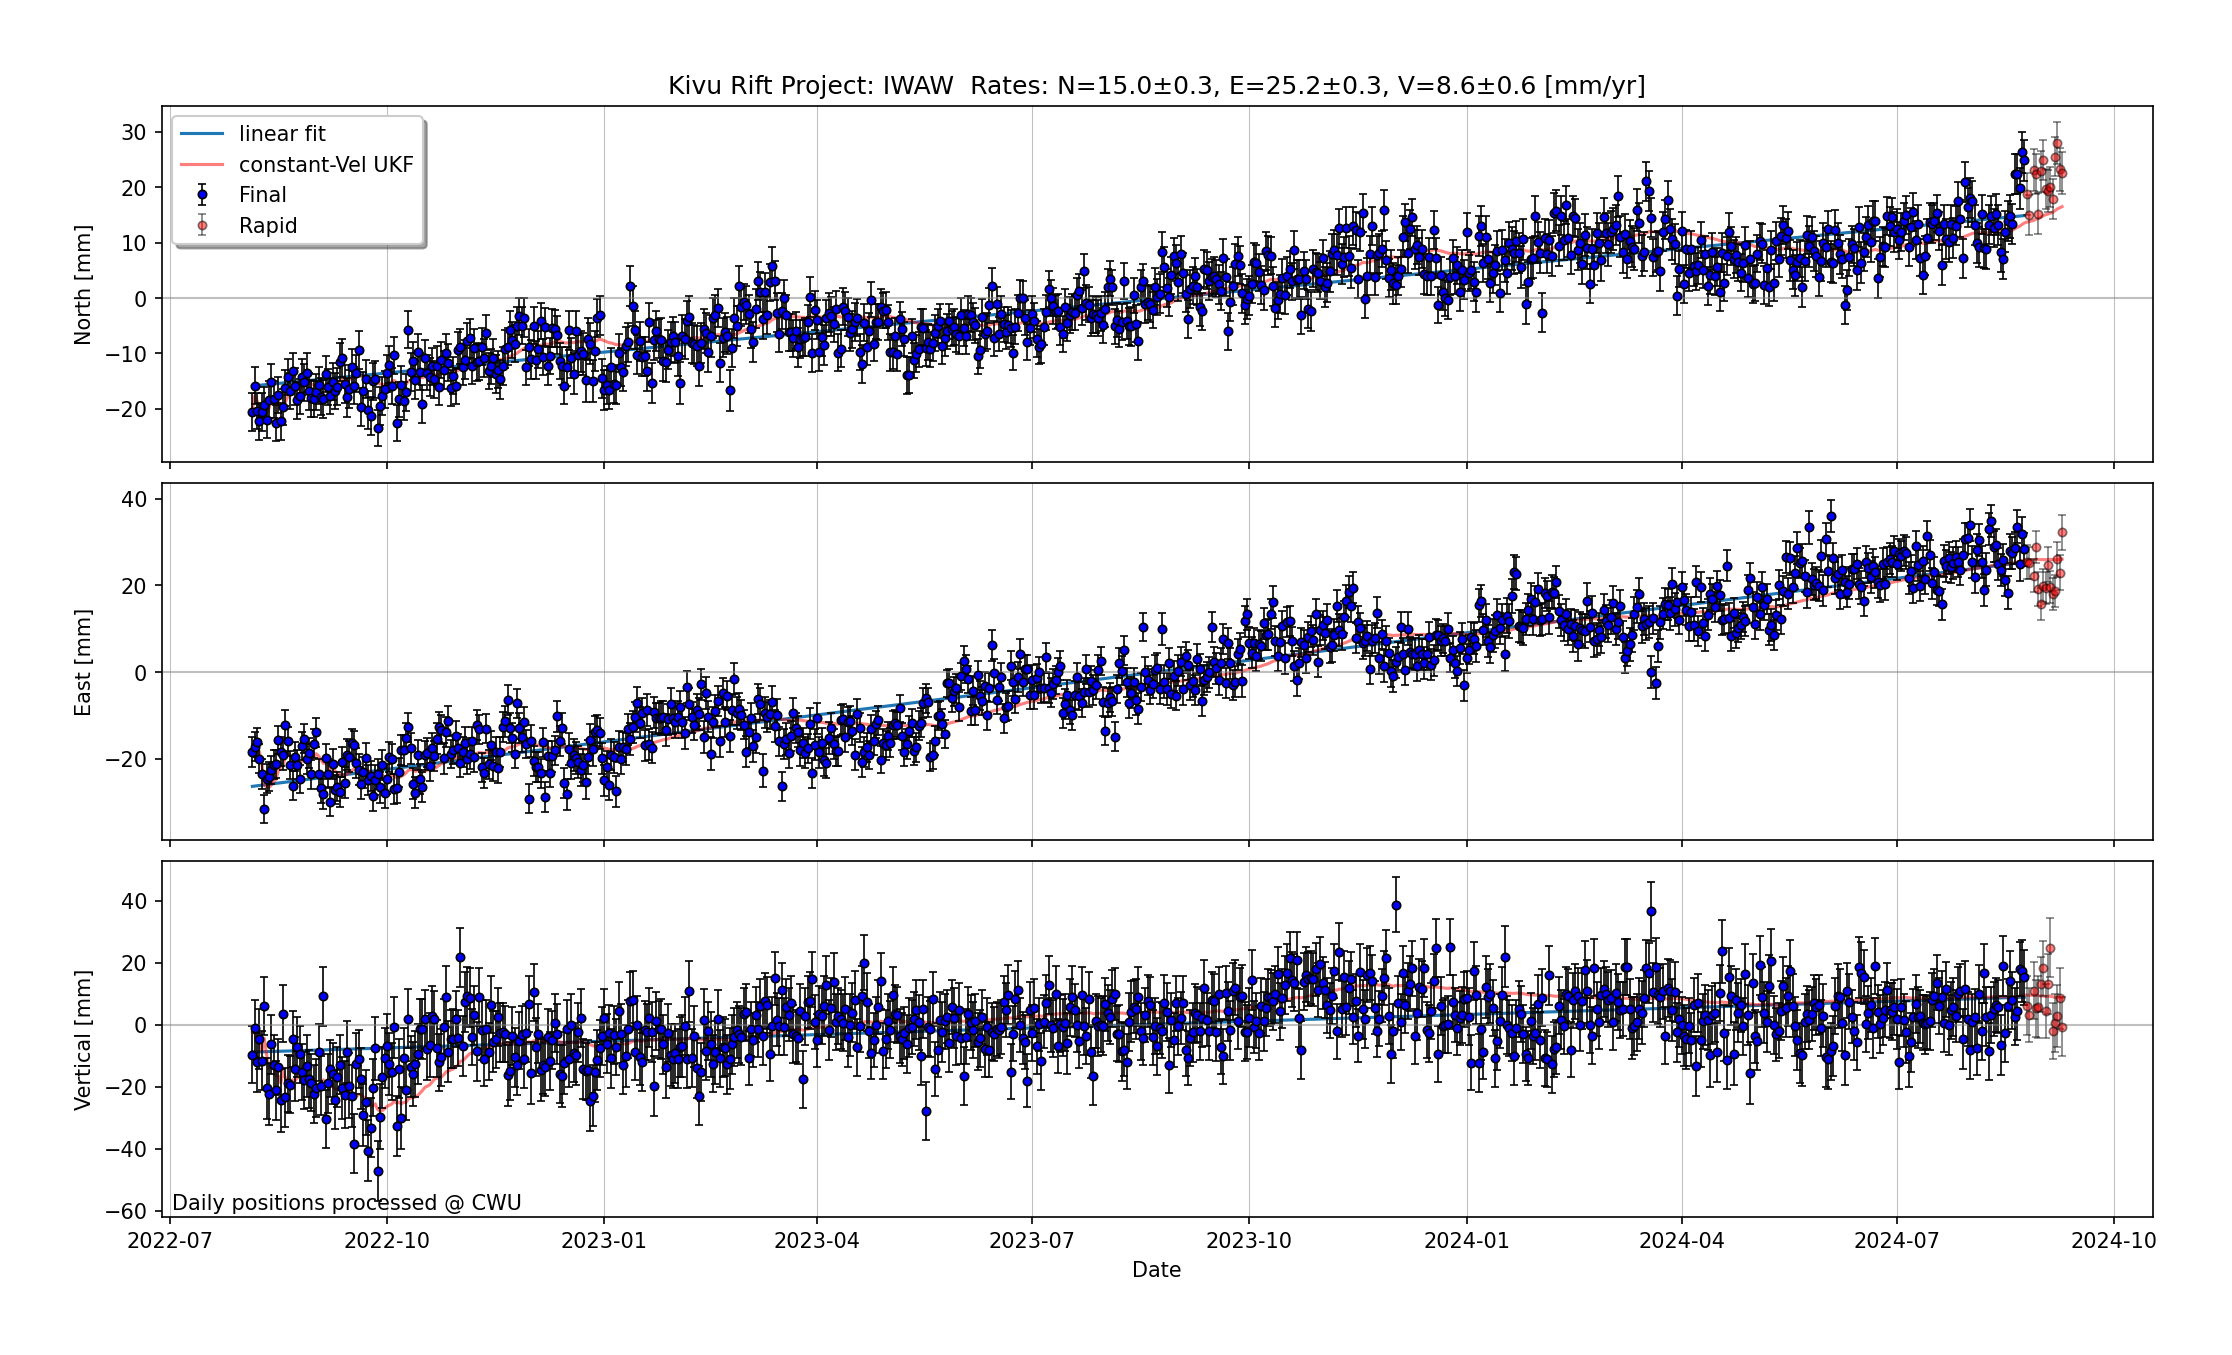 Kivu Rift Project: IWAW  Rates: N=15.0±0.3, E=25.2±0.3, V=8.6±0.6 [mm/yr]
linear fit
constant-Vel UKF
Final
Rapid
North [mm]
30
20
10
0
−10
−20
East [mm]
40
20
0
−20
Vertical [mm]
40
20
0
−20
−40
−60
Daily positions processed @ CWU
2022-07 2022-10 2023-01 2023-04 2023-07 2023-10 2024-01 2024-04 2024-07 2024-10
Date